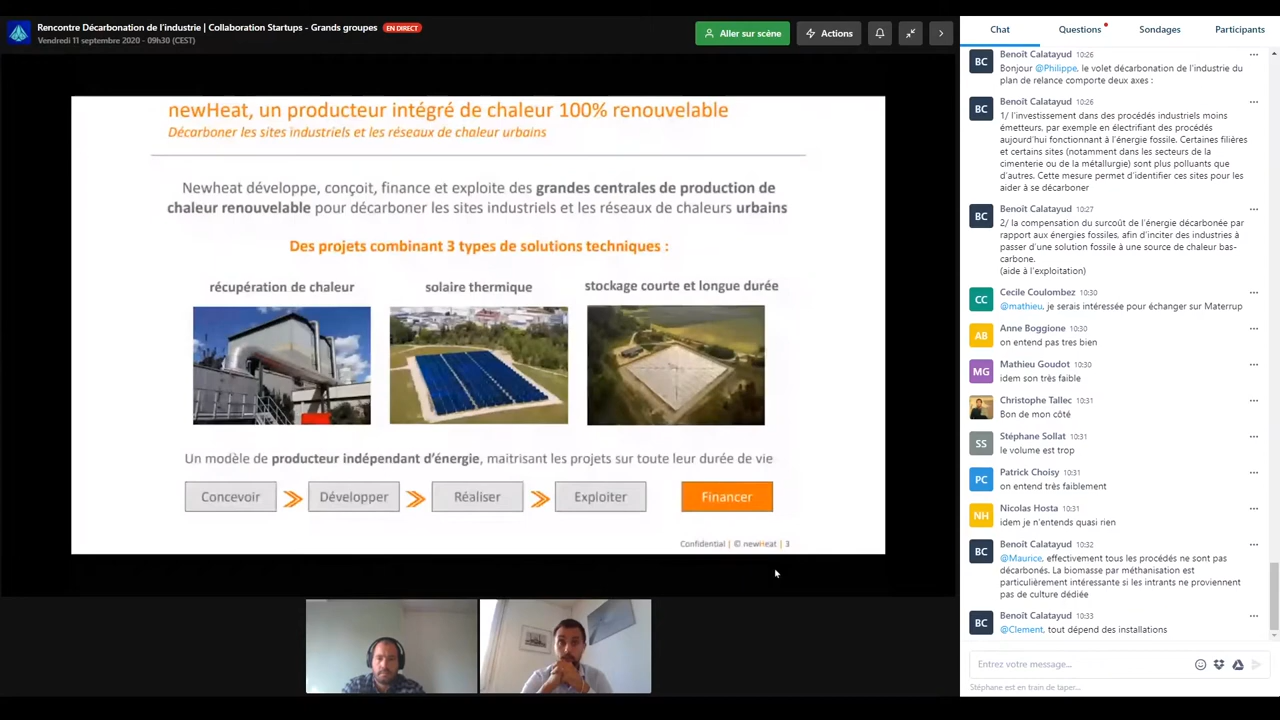 Rencontre Décarbonation de l'industrie | Collaboration Startups - Grands groupes EN DIRECT
Vendredi 11 septembre 2020 - 09h30 (CEST)
Aller sur scène
Actions
newHeat, un producteur intégré de chaleur 100% renouvelable
Décarboner les sites industriels et les réseaux de chaleur urbains
Newheat développe, conçoit, finance et exploite des grandes centrales de production de
chaleur renouvelable pour décarboner les sites industriels et les réseaux de chaleurs urbains
Des projets combinant 3 types de solutions techniques :
récupération de chaleur
solaire thermique
stockage courte et longue durée
Un modèle de producteur indépendant d'énergie, maitrisant les projets sur toute leur durée de vie
Concevoir
Développer
Réaliser
Exploiter
Financer
Confidential | © newHeat | 3
Chat
Questions
Sondages
Participants
BC
Benoît Calatayud 10:26
Bonjour @Philippe, le volet décarbonation de l'industrie du
plan de relance comporte deux axes :
BC
Benoît Calatayud 10:26
1/ l'investissement dans des procédés industriels moins
émetteurs, par exemple en électrifiant des procédés
aujourd'hui fonctionnant à l'énergie fossile. Certaines filières
et certains sites (notamment dans les secteurs de la
cimenterie ou de la métallurgie) sont plus polluants que
d'autres. Cette mesure permet d'identifier ces sites pour les
aider à se décarboner
BC
Benoît Calatayud 10:27
2/ la compensation du surcoût de l'énergie décarbonée par
rapport aux énergies fossiles, afin d'inciter des industries à
passer d'une solution fossile à une source de chaleur bas-
carbone.
(aide à l'exploitation)
CC
Cecile Coulombez 10:30
@mathieu, je serais intéressée pour échanger sur Materrup
AB
Anne Boggione 10:30
on entend pas tres bien
MG
Mathieu Goudot 10:30
idem son très faible
Christophe Tallec 10:31
Bon de mon côté
SS
Stéphane Sollat 10:31
le volume est trop
PC
Patrick Choisy 10:31
on entend très faiblement
NH
Nicolas Hosta 10:31
idem je n'entends quasi rien
BC
Benoît Calatayud 10:32
@Maurice, effectivement tous les procédés ne sont pas
décarbonés. La biomasse par méthanisation est
particulièrement intéressante si les intrants ne proviennent
pas de culture dédiée
BC
Benoît Calatayud 10:33
@Clement, tout dépend des installations
Entrez votre message...
Stéphane est en train de taper...